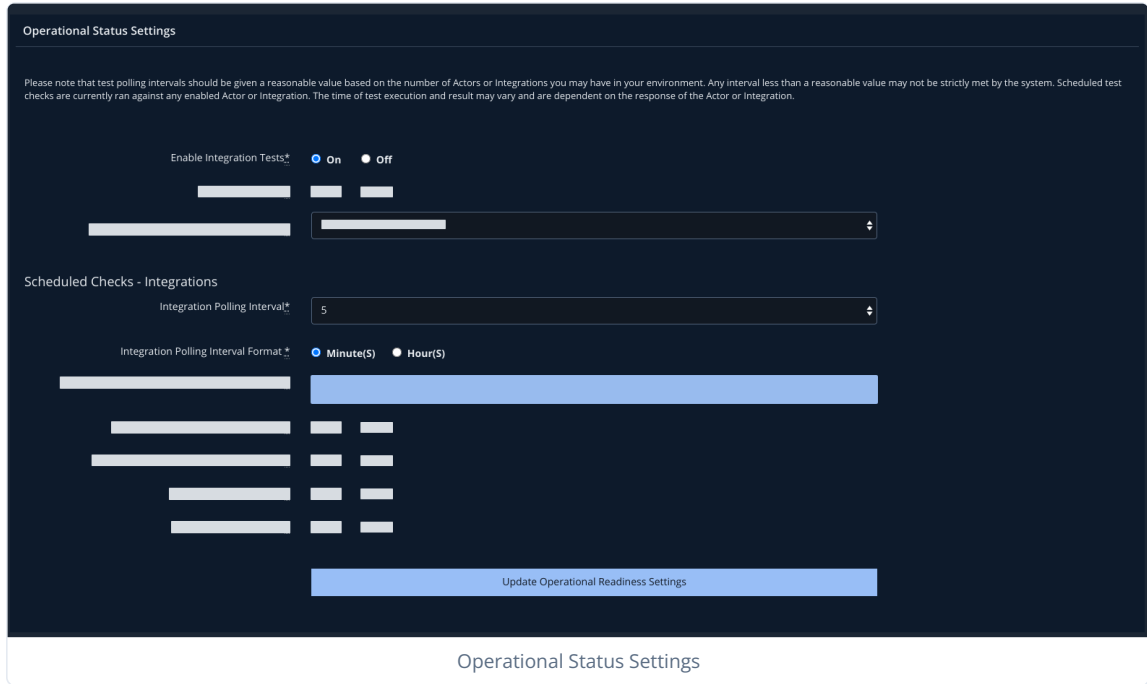 Operational Status Settings
Please note that test polling intervals should be given a reasonable value based on the number of Actors or Integrations you may have in your environment. Any interval less than a reasonable value may not be strictly met by the system. Scheduled test
checks are currently ran against any enabled Actor or Integration. The time of test execution and result may vary and are dependent on the response of the Actor or Integration.
Enable Integration Tests* On Off
Scheduled Checks - Integrations
Integration Polling Interval* 5
Integration Polling Interval Format * Minute(S) Hour(S)
Update Operational Readiness Settings
Operational Status Settings